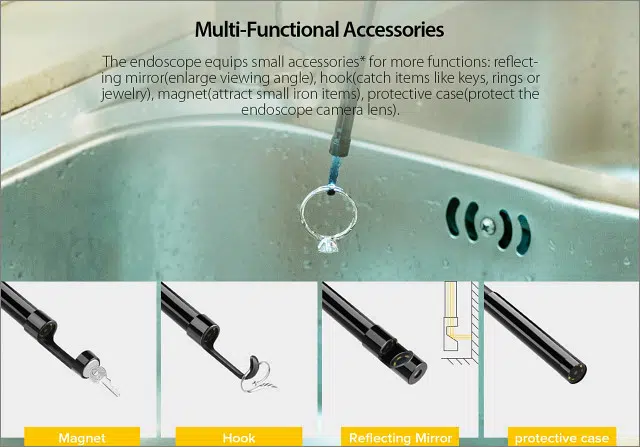 Multi-Functional Accessories
The endoscope equips small accessories* for more functions: reflect-
ing mirror(enlarge viewing angle), hook(catch items like keys, rings or
jewelry), magnet(attract small iron items), protective case(protect the
endoscope camera lens).
Magnet
Hook
Reflecting Mirror
protective case